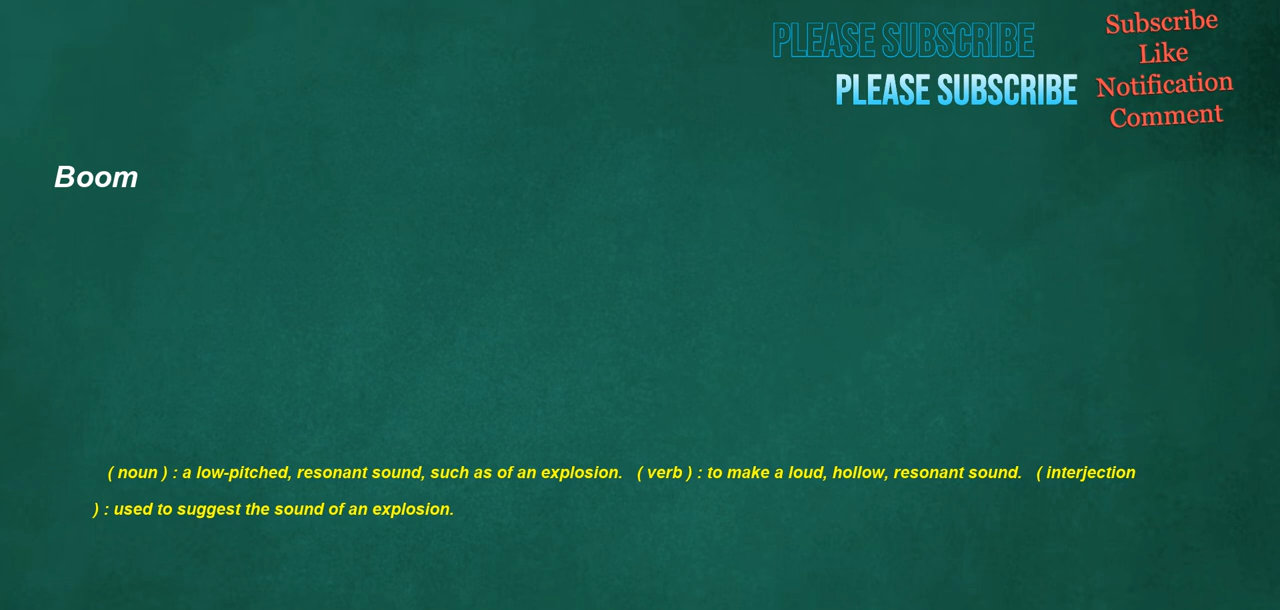 PLEASE SUBSCRIBE
PLEASE SUBSCRIBE
Subscribe
Like
Notification
Comment
Boom
( noun ) : a low-pitched, resonant sound, such as of an explosion. ( verb ) : to make a loud, hollow, resonant sound. ( interjection
) : used to suggest the sound of an explosion.